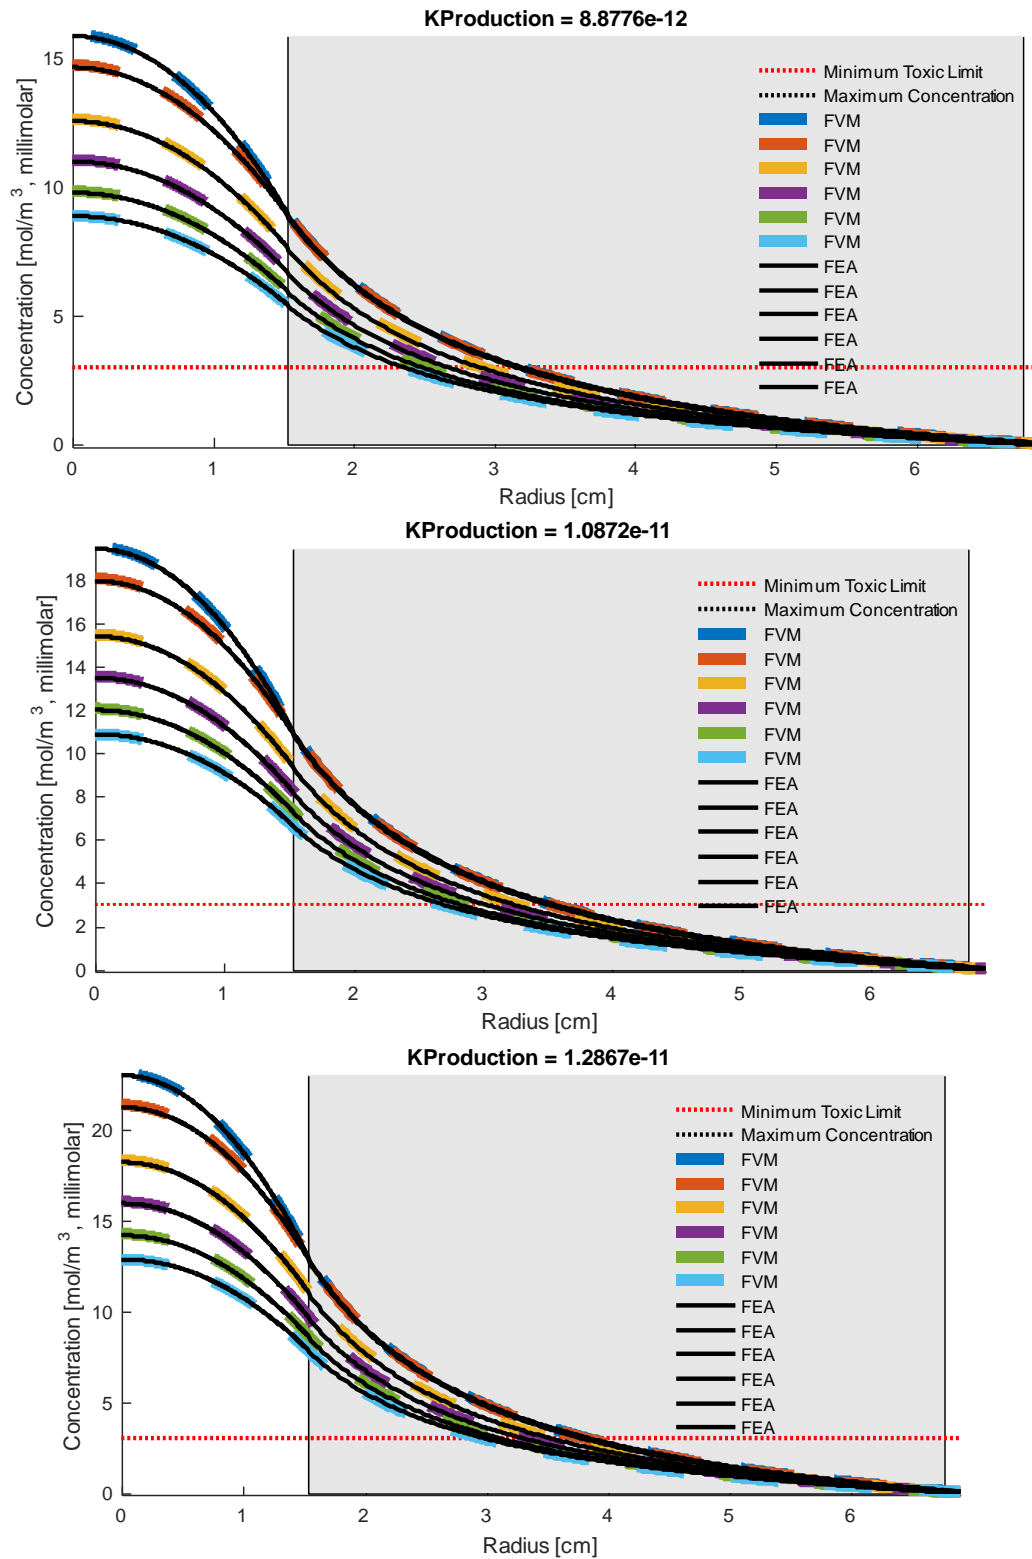 KProduction = 8.8776e-12
Concentration [mol/m³, millimolar]
15
10
5
0
Minimum Toxic Limit
Maximum Concentration
FVM
FVM
FVM
FVM
FVM
FVM
FEA
FEA
FEA
FEA
FEA
FEA
0 1 2 3 4 5 6
Radius [cm]
KProduction = 1.0872e-11
Concentration [mol/m³, millimolar]
18
16
14
12
10
8
6
4
2
0
Minimum Toxic Limit
Maximum Concentration
FVM
FVM
FVM
FVM
FVM
FVM
FEA
FEA
FEA
FEA
FEA
FEA
0 1 2 3 4 5 6
Radius [cm]
KProduction = 1.2867e-11
Concentration [mol/m³, millimolar]
20
15
10
5
0
Minimum Toxic Limit
Maximum Concentration
FVM
FVM
FVM
FVM
FVM
FVM
FEA
FEA
FEA
FEA
FEA
FEA
0 1 2 3 4 5 6
Radius [cm]